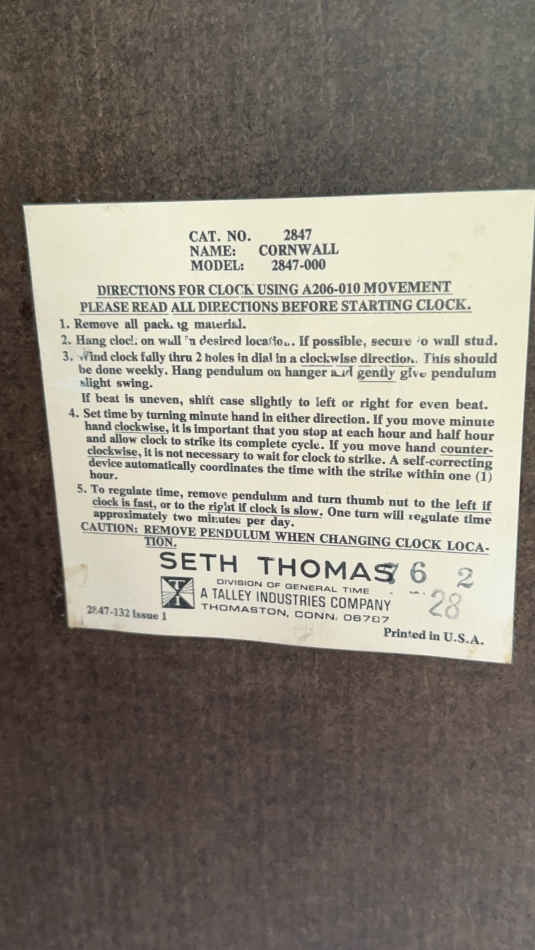 CAT. NO. 2847
NAME: CORNWALL
MODEL: 2847-000
DIRECTIONS FOR CLOCK USING A206-010 MOVEMENT
PLEASE READ ALL DIRECTIONS BEFORE STARTING CLOCK.
1. Remove all packing material.
2. Hang clock on wall in desired location. If possible, secure to wall stud.
3. Wind clock fully thru 2 holes in dial in a clockwise direction. This should
be done weekly. Hang pendulum on hanger and gently give pendulum
slight swing.
If beat is uneven, shift case slightly to left or right for even beat.
4. Set time by turning minute hand in either direction. If you move minute
hand clockwise, it is important that you stop at each hour and half hour
and allow clock to strike its complete cycle. If you move hand counter-
clockwise, it is not necessary to wait for clock to strike. A self-correcting
device automatically coordinates the time with the strike within one (1)
hour.
5. To regulate time, remove pendulum and turn thumb nut to the left if
clock is fast, or to the right if clock is slow. One turn will regulate time
approximately two minutes per day.
CAUTION: REMOVE PENDULUM WHEN CHANGING CLOCK LOCA-
TION.
SETH THOMAS 76 2
DIVISION OF GENERAL TIME
A TALLEY INDUSTRIES COMPANY 28
THOMASTON, CONN. 06787
2847-132 Issue 1
Printed in U.S.A.